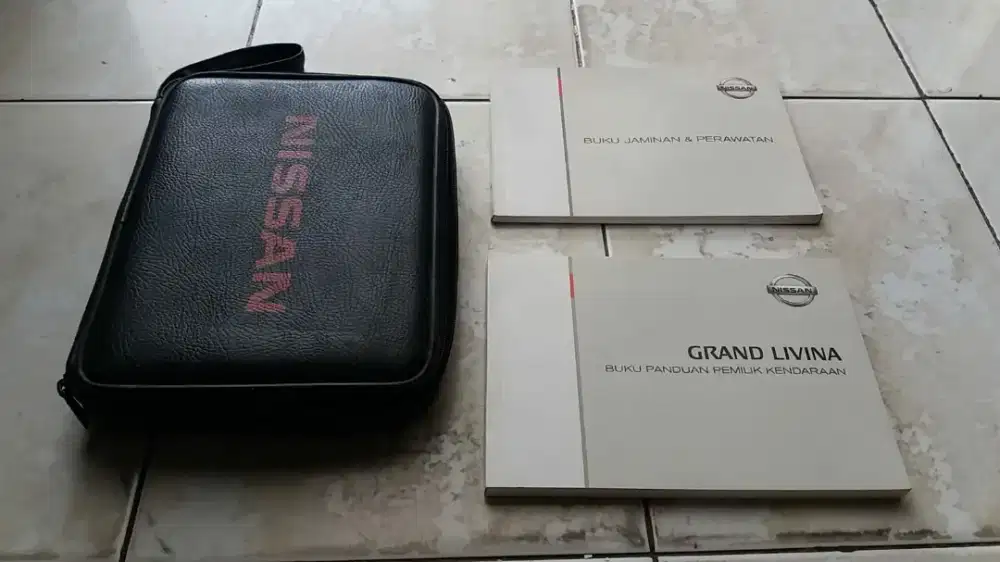 NISSAN
NISSAN
BUKU JAMINAN & PERAWATAN
NISSAN
GRAND LIVINA
BUKU PANDUAN PEMILIK KENDARAAN